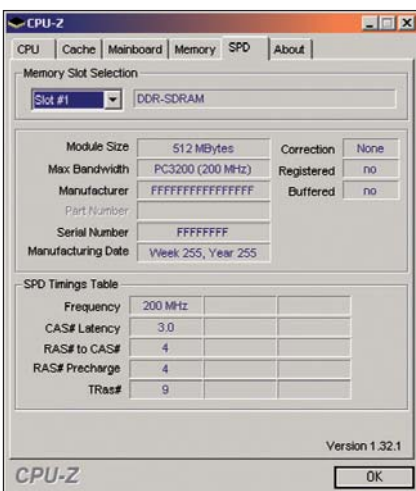 CPU-Z
CPU Cache Mainboard Memory SPD About
Memory Slot Selection
Slot #1 DDR-SDRAM
Module Size 512 MBytes Correction None
Max Bandwidth PC3200 (200 MHz) Registered no
Manufacturer FFFFFFFFFFFFFFFF Buffered no
Part Number
Serial Number FFFFFFFF
Manufacturing Date Week 255, Year 255
SPD Timings Table
Frequency 200 MHz
CAS# Latency 3.0
RAS# to CAS# 4
RAS# Precharge 4
TRas# 9
Version 1.32.1
CPU-Z OK